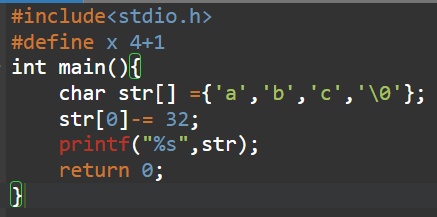 #include<stdio.h>
#define x 4+1
int main(){
    char str[] ={'a','b','c','\0'};
    str[0]-= 32;
    printf("%s",str);
    return 0;
}